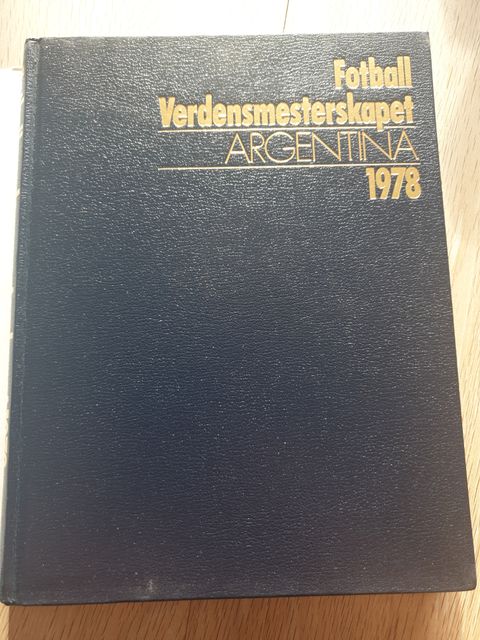 Fotball
Verdensmesterskapet
ARGENTINA
1978